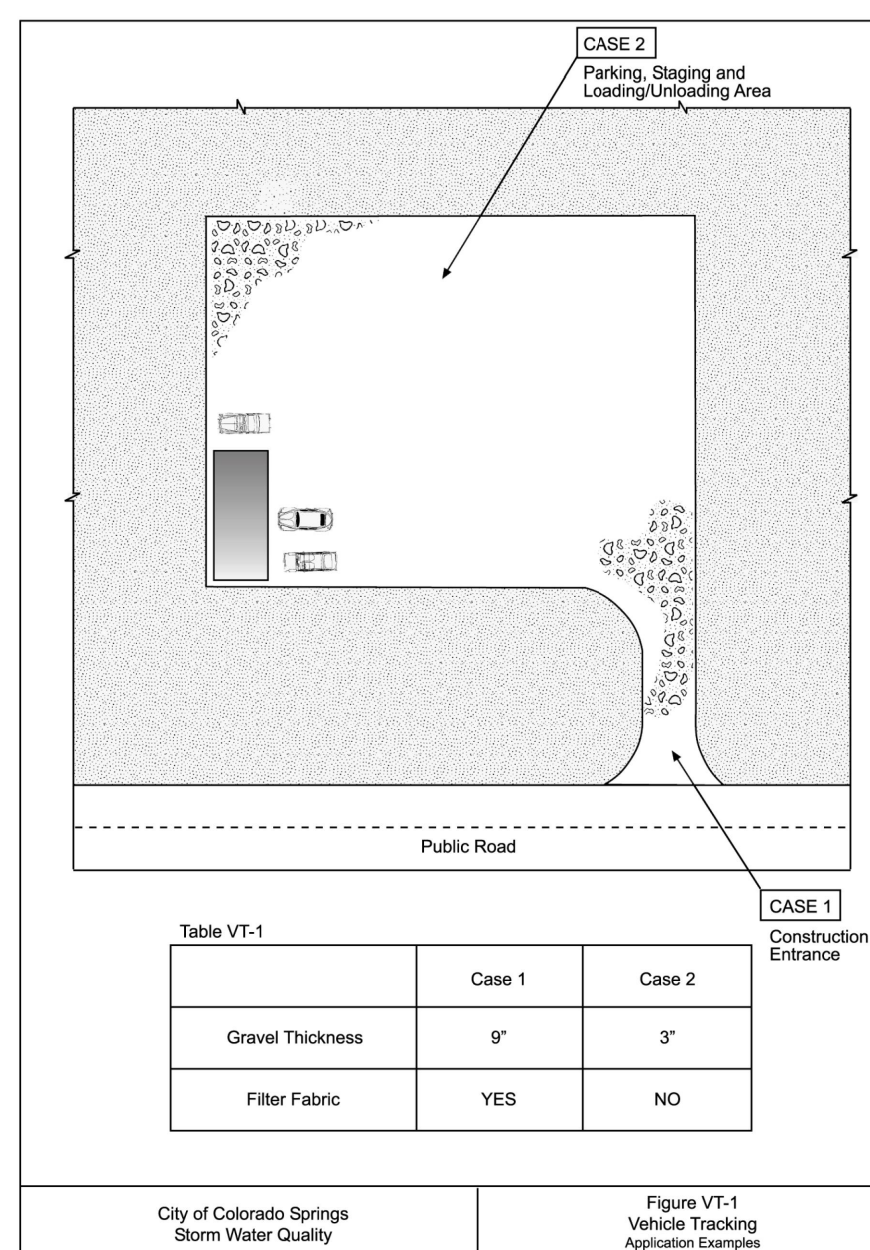 CASE 2
Parking, Staging and
Loading/Unloading Area
Public Road
CASE 1
Construction
Entrance
Table VT-1
Case 1 Case 2
Gravel Thickness 9” 3”
Filter Fabric YES NO
City of Colorado Springs
Storm Water Quality
Figure VT-1
Vehicle Tracking
Application Examples